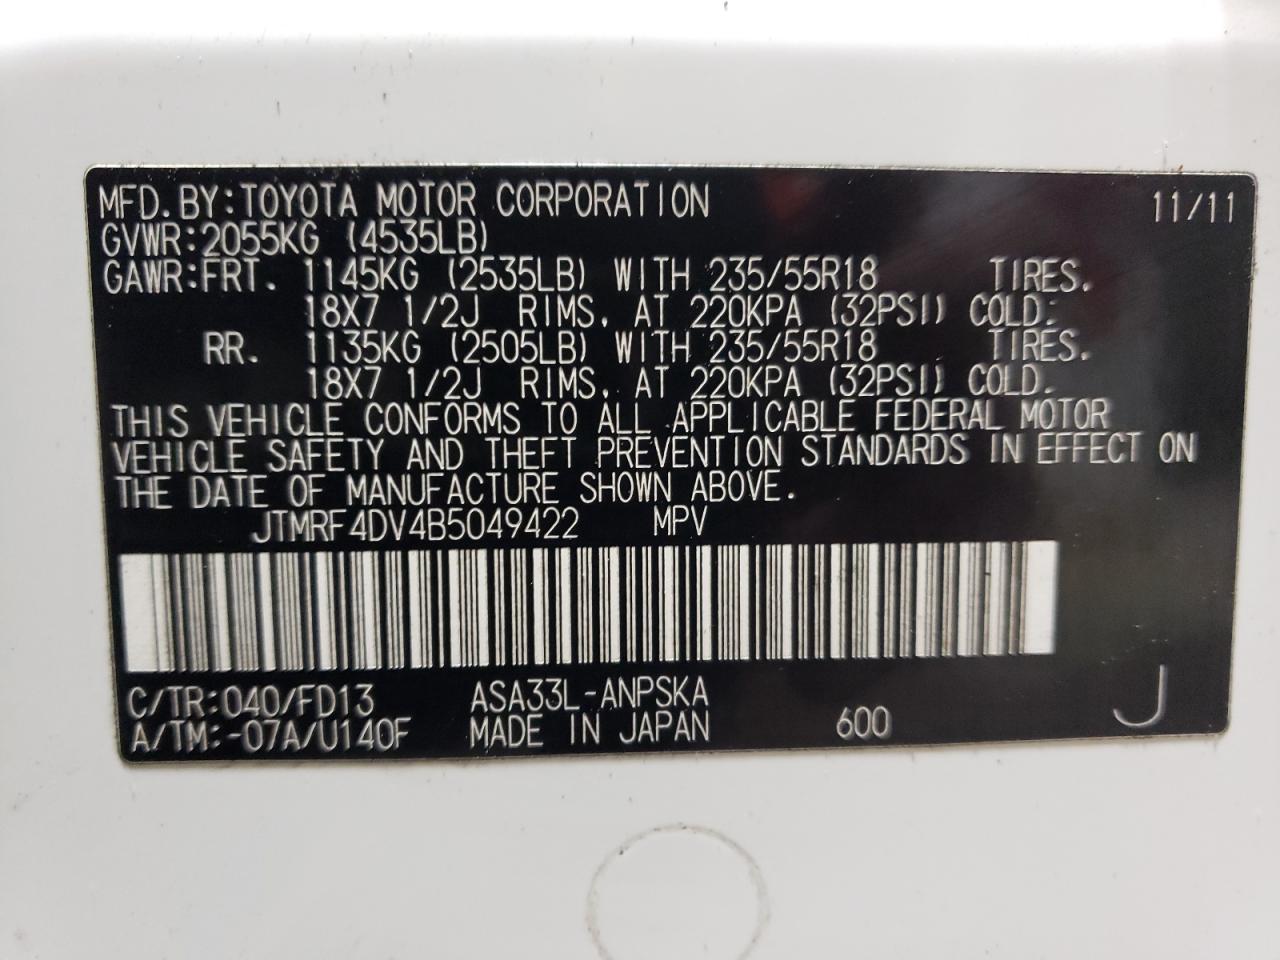 MFD. BY: TOYOTA MOTOR CORPORATION 11/11
GVWR: 2055KG (4535LB)
GAWR: FRT. 1145KG (2535LB) WITH 235/55R18 TIRES.
18X7 1/2J RIMS, AT 220KPA (32PSI) COLD.
RR. 1135KG (2505LB) WITH 235/55R18 TIRES.
18X7 1/2J RIMS, AT 220KPA (32PSI) COLD.
THIS VEHICLE CONFORMS TO ALL APPLICABLE FEDERAL MOTOR
VEHICLE SAFETY AND THEFT PREVENTION STANDARDS IN EFFECT ON
THE DATE OF MANUFACTURE SHOWN ABOVE.
JTMRF4DV4B5049422 MPV
C/TR: 040/FD13 ASA33L-ANPSKA J
A/TM: -07A/U140F MADE IN JAPAN 600